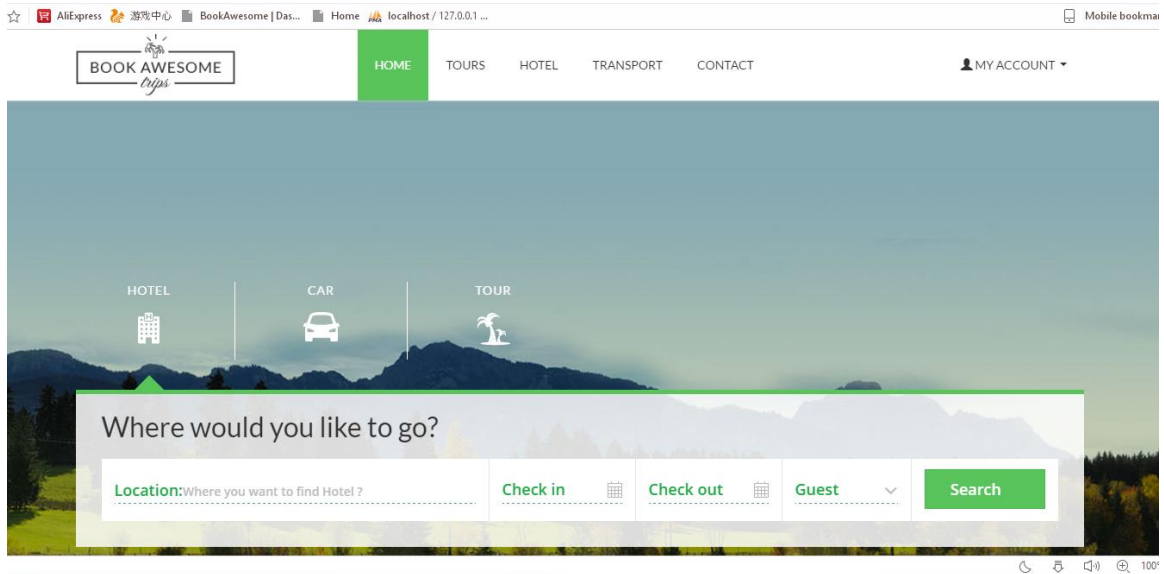 AliExpress 游戏中心 BookAwesome | Das... Home localhost / 127.0.0.1 ... Mobile bookmar
BOOK AWESOME
trips
HOME TOURS HOTEL TRANSPORT CONTACT MY ACCOUNT
HOTEL CAR TOUR
Where would you like to go?
Location:Where you want to find Hotel ? Check in Check out Guest Search
100%